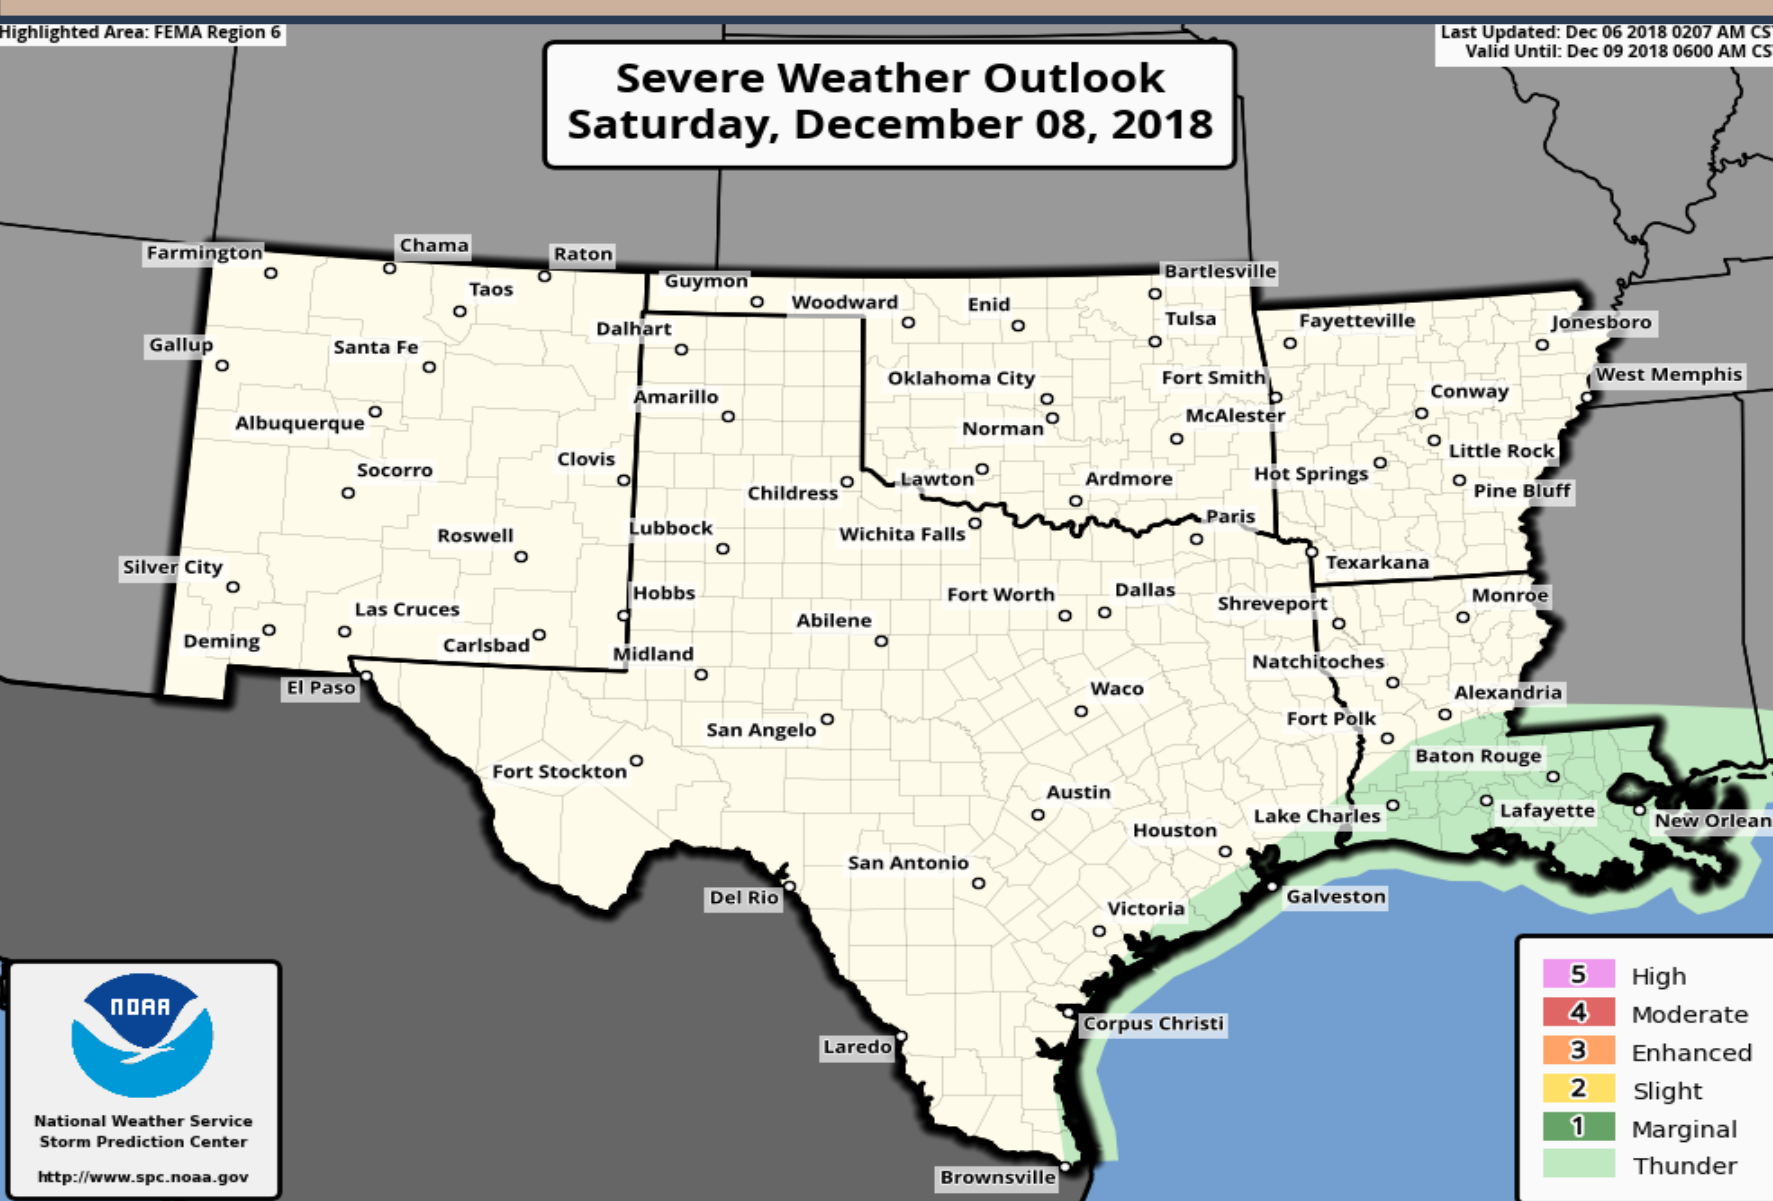 Highlighted Area: FEMA Region 6
Last Updated: Dec 06 2018 0207 AM CS
Valid Until: Dec 09 2018 0600 AM CS
Severe Weather Outlook
Saturday, December 08, 2018
Farmington
Chama
Raton
Taos
Guymon
Woodward
Enid
Bartlesville
Tulsa
Fayetteville
Jonesboro
Gallup
Santa Fe
Dalhart
Oklahoma City
Fort Smith
West Memphis
Amarillo
Conway
Albuquerque
Norman
McAlester
Little Rock
Socorro
Clovis
Childress
Lawton
Ardmore
Hot Springs
Pine Bluff
Roswell
Lubbock
Wichita Falls
Paris
Texarkana
Silver City
Las Cruces
Hobbs
Fort Worth
Dallas
Shreveport
Monroe
Deming
Carlsbad
Midland
Abilene
Natchitoches
El Paso
San Angelo
Waco
Fort Polk
Alexandria
Fort Stockton
Baton Rouge
Austin
Houston
Lake Charles
Lafayette
New Orlean
San Antonio
Del Rio
Galveston
Victoria
Laredo
Corpus Christi
Brownsville
NOAA
National Weather Service
Storm Prediction Center
http://www.spc.noaa.gov
5 High
4 Moderate
3 Enhanced
2 Slight
1 Marginal
Thunder